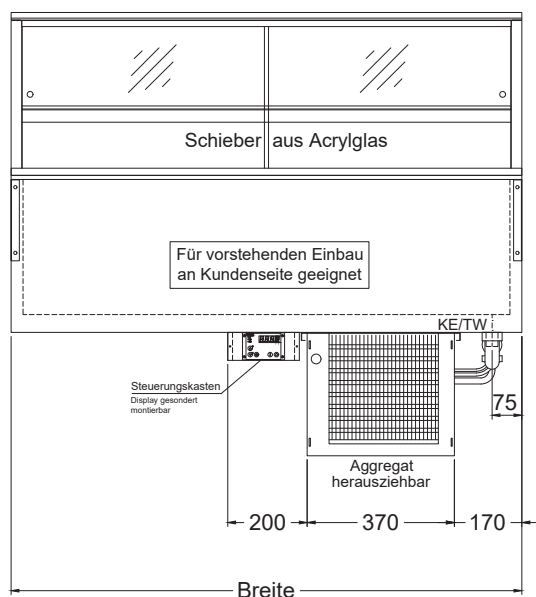 Schieber aus Acrylglas
Für vorstehenden Einbau
an Kundenseite geeignet
KE/TW
Steuerungskasten
Display gesondert
montierbar
75
Aggregat
herausziehbar
200
370
170
Breite